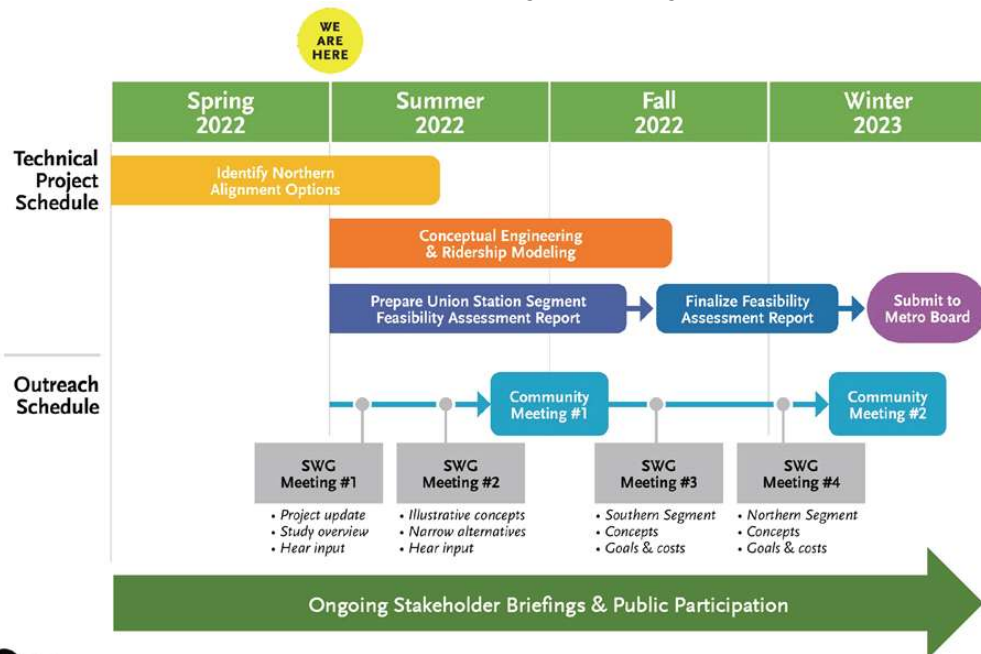 WE
ARE
HERE
Spring
2022
Summer
2022
Fall
2022
Winter
2023
Technical
Project
Schedule
Identify Northern
Alignment Options
Conceptual Engineering
& Ridership Modeling
Prepare Union Station Segment
Feasibility Assessment Report
Finalize Feasibility
Assessment Report
Submit to
Metro Board
Outreach
Schedule
Community
Meeting #1
Community
Meeting #2
SWG
Meeting #1
• Project update
• Study overview
• Hear input
SWG
Meeting #2
• Illustrative concepts
• Narrow alternatives
• Hear input
SWG
Meeting #3
• Southern Segment
• Concepts
• Goals & costs
SWG
Meeting #4
• Northern Segment
• Concepts
• Goals & costs
Ongoing Stakeholder Briefings & Public Participation